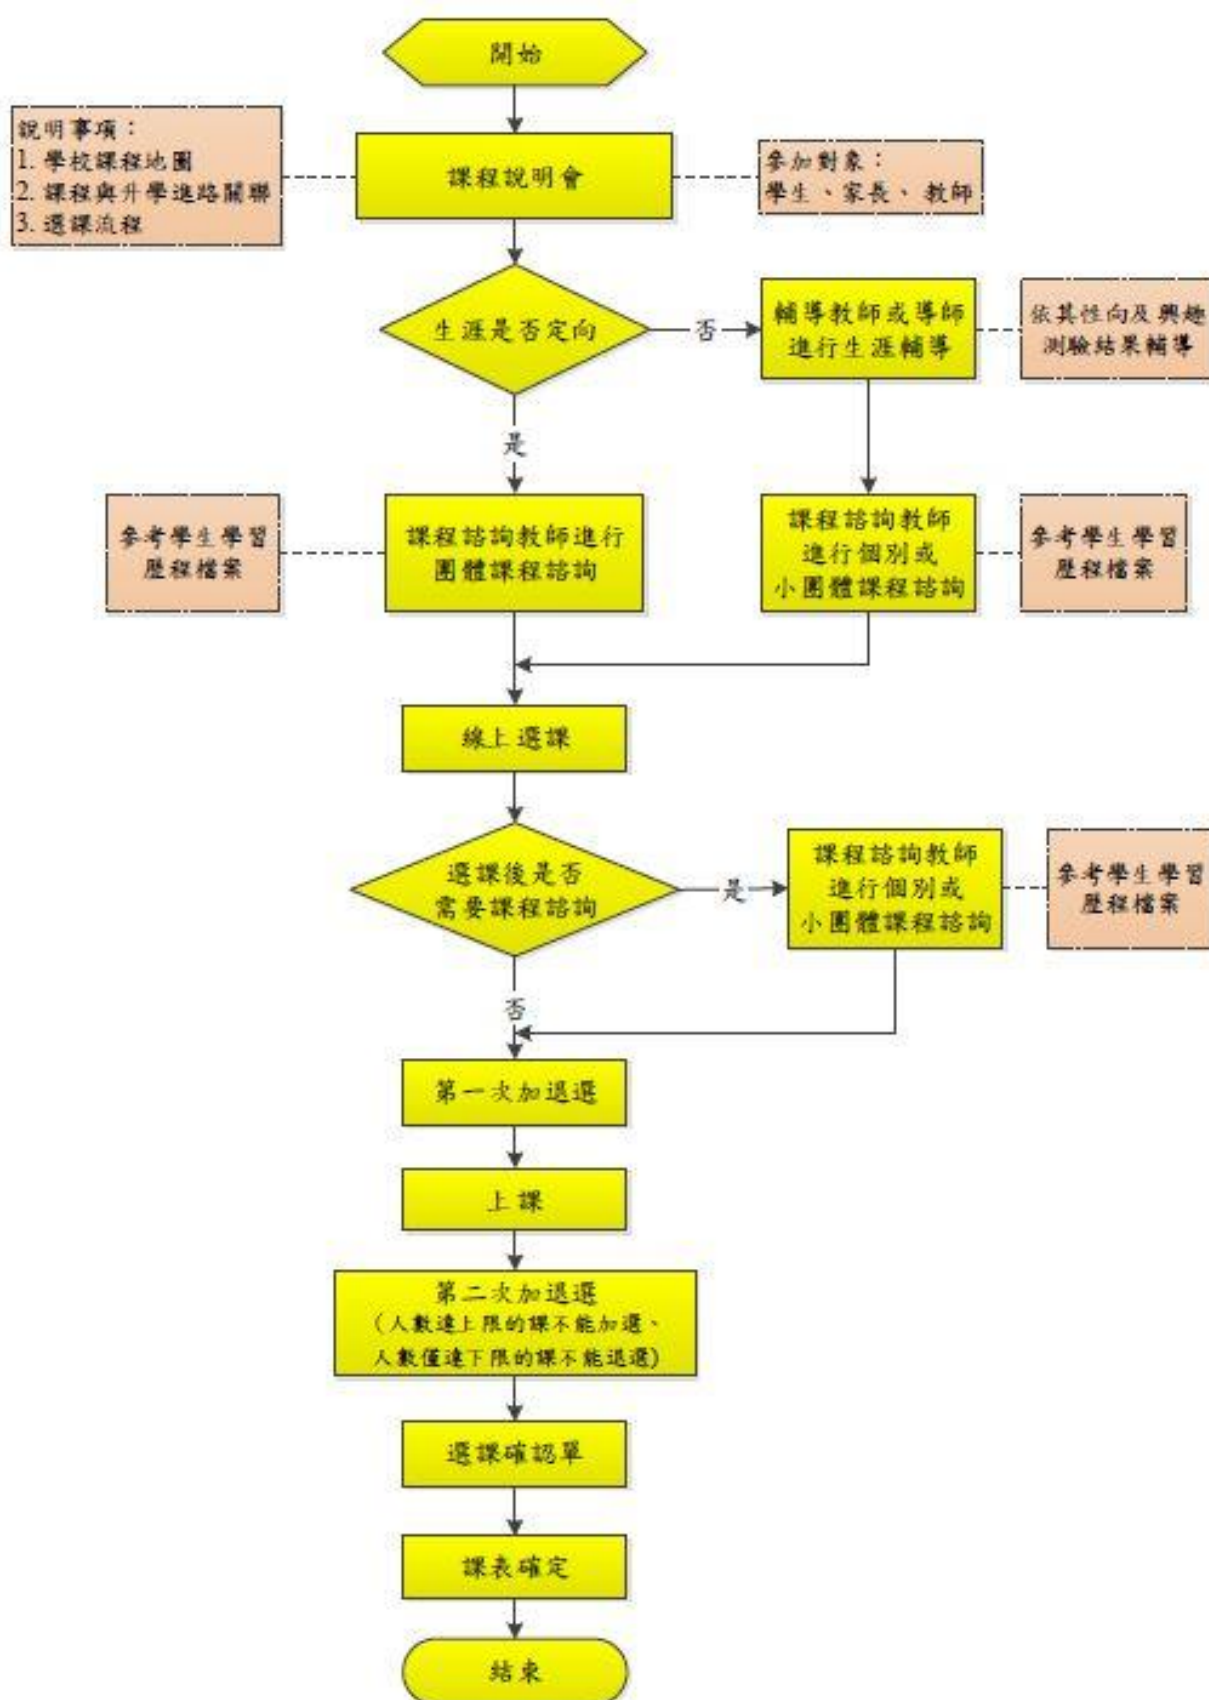 開始
說明事項：
1. 學校課程地圖
2. 課程與升學進路關聯
3. 選課流程
課程說明會
參加對象：
學生、家長、教師
生涯是否定向
否
輔導教師或導師
進行生涯輔導
依其性向及興趣
測驗結果輔導
是
參考學生學習
歷程檔案
課程諮詢教師進行
團體課程諮詢
課程諮詢教師
進行個別或
小團體課程諮詢
參考學生學習
歷程檔案
線上選課
選課後是否
需要課程諮詢
是
課程諮詢教師
進行個別或
小團體課程諮詢
參考學生學習
歷程檔案
否
第一次加退選
上課
第二次加退選
（人數達上限的課不能加選、
人數僅達下限的課不能退選)
選課確認單
課表確定
結束